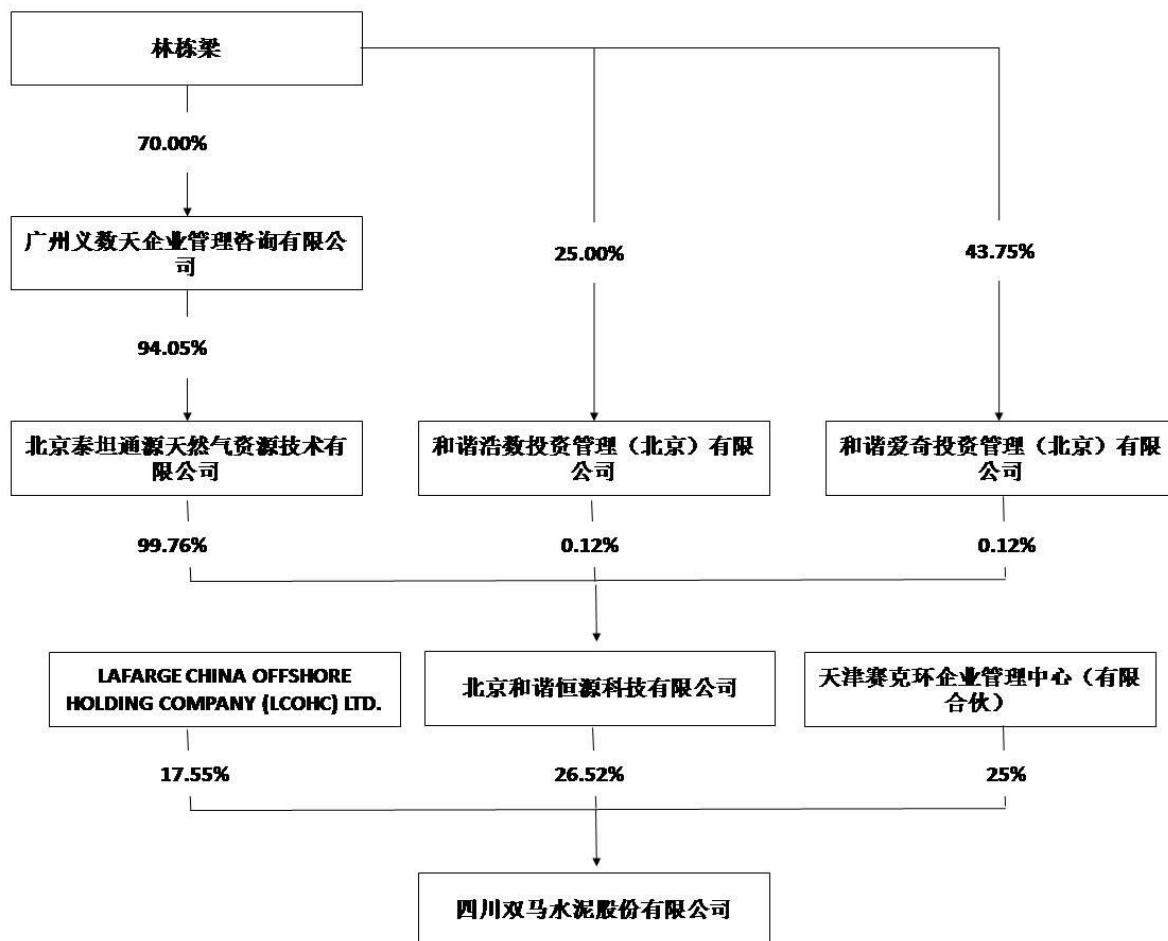 林栋梁
70.00%
广州义数天企业管理咨询有限公
司
25.00%
43.75%
94.05%
北京泰坦通源天然气资源技术有
限公司
和谐浩数投资管理（北京）有限
公司
和谐爱奇投资管理（北京）有限
公司
99.76%
0.12%
0.12%
LAFARGE CHINA OFFSHORE
HOLDING COMPANY (LCOHC) LTD.
北京和谐恒源科技有限公司
天津赛克环企业管理中心（有限
合伙）
17.55%
26.52%
25%
四川双马水泥股份有限公司